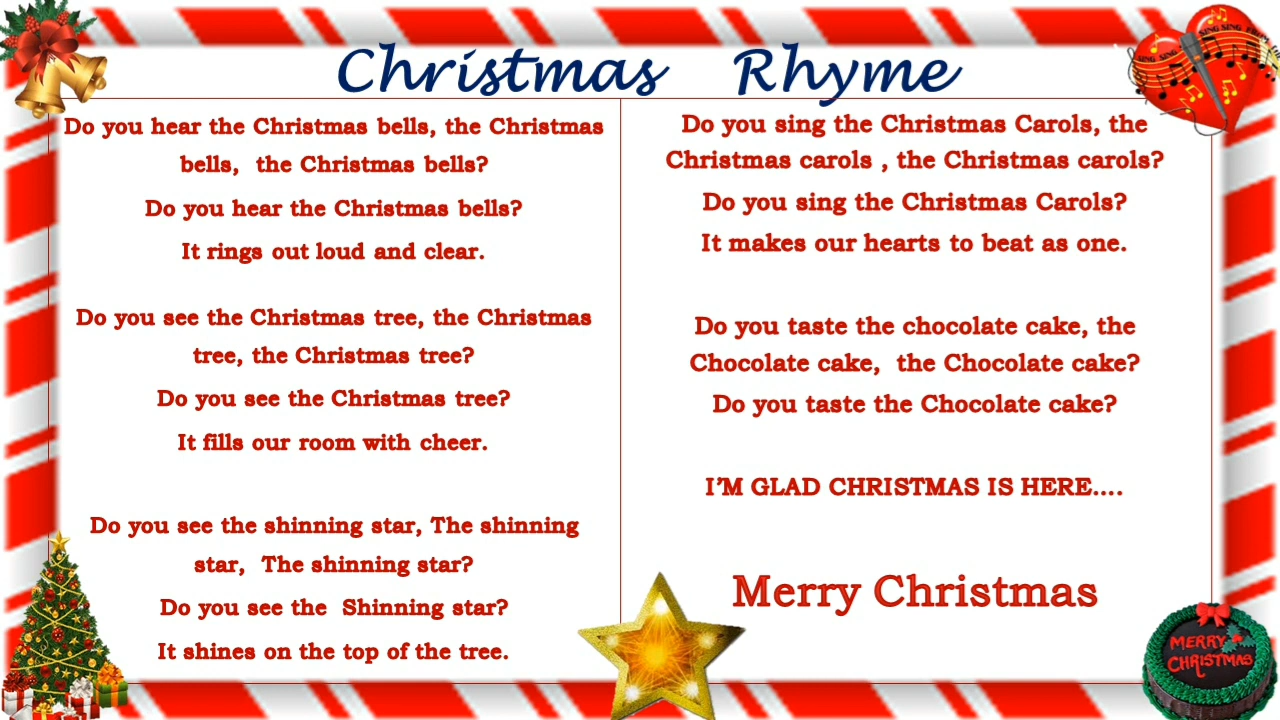 Christmas Rhyme
Do you hear the Christmas bells, the Christmas
bells, the Christmas bells?
Do you hear the Christmas bells?
It rings out loud and clear.
Do you see the Christmas tree, the Christmas
tree, the Christmas tree?
Do you see the Christmas tree?
It fills our room with cheer.
Do you see the shinning star, The shinning
star, The shinning star?
Do you see the Shinning star?
It shines on the top of the tree.
Do you sing the Christmas Carols, the
Christmas carols , the Christmas carols?
Do you sing the Christmas Carols?
It makes our hearts to beat as one.
Do you taste the chocolate cake, the
Chocolate cake, the Chocolate cake?
Do you taste the Chocolate cake?
I'M GLAD CHRISTMAS IS HERE....
Merry Christmas
MERRY
CHRISTMAS
SING SING SING SING